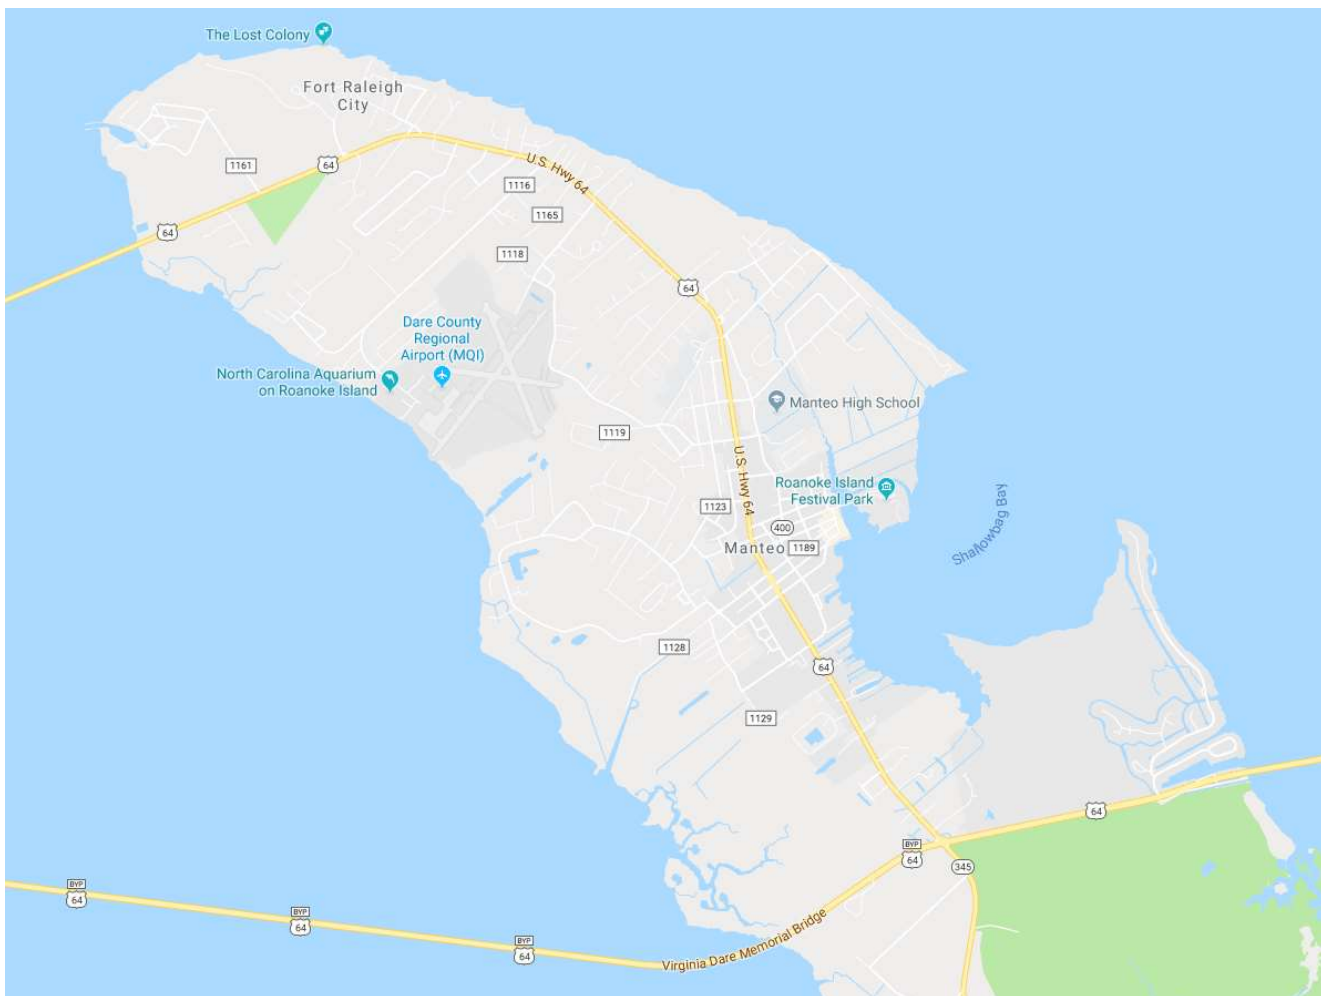 The Lost Colony
Fort Raleigh
City
1161
64
U.S. Hwy 64
1116
64
1165
1118
64
Dare County
Regional
Airport (MQI)
North Carolina Aquarium
on Roanoke Island
Manteo High School
1119
U.S. Hwy 64
Roanoke Island
Festival Park
Shallowbag Bay
1123
400
Manteo
1189
1128
64
1129
64
BYP
64
345
BYP
64
BYP
64
BYP
64
Virginia Dare Memorial Bridge